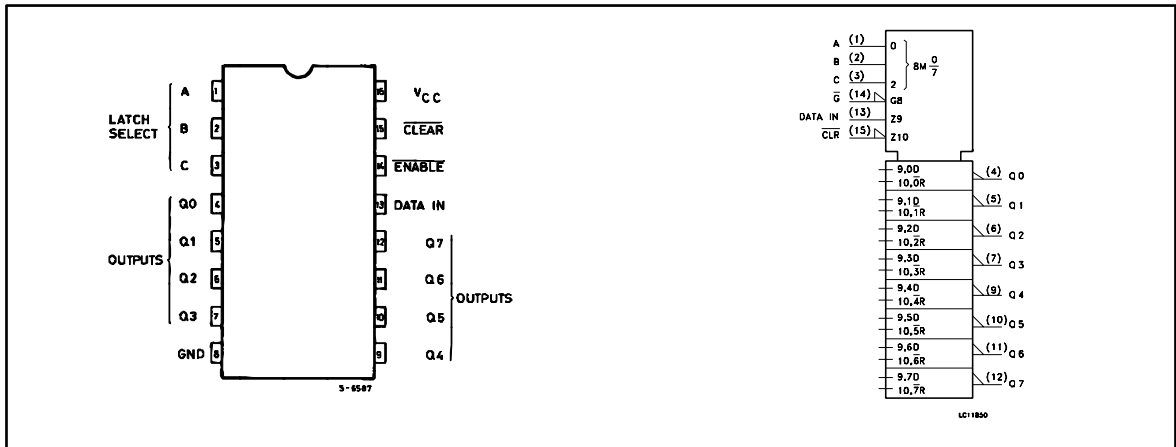 A 1 16 VCC
LATCH SELECT
B 2 15 CLEAR
C 3 14 ENABLE
Q0 4 13 DATA IN
Q1 5 12 Q7
OUTPUTS
Q2 6 11 Q6
OUTPUTS
Q3 7 10 Q5
GND 8 9 Q4
S-6587
A (1) 0
B (2)
8M 0/7
C (3) 2
G (14) G8
DATA IN (13) Z9
CLR (15) Z10
9,0D
10,0R (4) Q0
9,1D
10,1R (5) Q1
9,2D
10,2R (6) Q2
9,3D
10,3R (7) Q3
9,4D
10,4R (9) Q4
9,5D
10,5R (10) Q5
9,6D
10,6R (11) Q6
9,7D
10,7R (12) Q7
LC11850